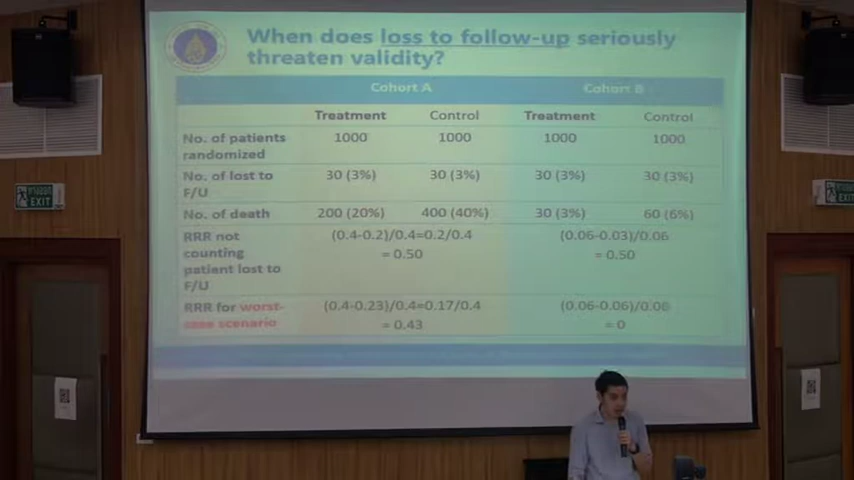 When does loss to follow-up seriously
threaten validity?
Cohort A Cohort B
Treatment Control Treatment Control
No. of patients
randomized 1000 1000 1000 1000
No. of lost to
F/U 30 (3%) 30 (3%) 30 (3%) 30 (3%)
No. of death 200 (20%) 400 (40%) 30 (3%) 60 (6%)
RRR not
counting
patient lost to
F/U
(0.4-0.2)/0.4=0.2/0.4
= 0.50
(0.06-0.03)/0.06
= 0.50
RRR for worst-
case scenario
(0.4-0.23)/0.4=0.17/0.4
= 0.43
(0.06-0.06)/0.06
= 0
EXIT
EXIT